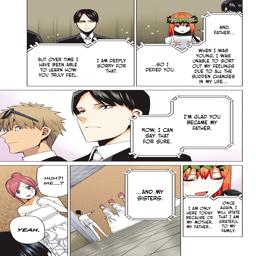 AND,
FATHER...
WHEN I WAS
YOUNG, I WAS
UNABLE TO SORT
OUT MY FEELINGS
DUE TO ALL
THE SUDDEN
CHANGES IN
MY LIFE...
...SO I
DEFIED YOU.
I AM DEEPLY
SORRY FOR
THAT.
BUT OVER TIME I
HAVE BEEN ABLE
TO LEARN HOW
YOU TRULY FEEL.
I'M GLAD YOU
BECAME MY
FATHER.
NOW, I CAN
SAY THAT
FOR SURE.
ONCE
AGAIN, I
WILL STATE
THAT I AM
GRATEFUL TO
MY FAMILY.
I AM
ONLY HERE
TODAY BECAUSE
OF MY MOTHER,
MY FATHER...
...AND MY
SISTERS.
HUH?!
ME...?
YEAH.